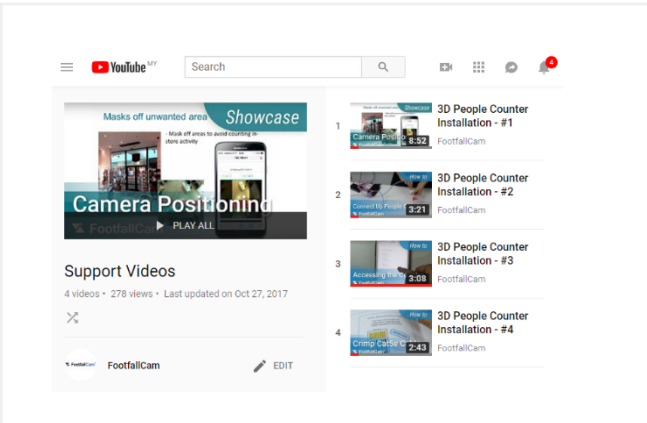 YouTube MY
Search
4
Masks off unwanted area
Showcase
- Mask off areas to avoid counting in-
store activity
Camera Positioning
FootfallCam
PLAY ALL
Support Videos
4 videos • 278 views • Last updated on Oct 27, 2017
FootfallCam
FootfallCam
EDIT
1
Showcase
Camera Positio
8:52
3D People Counter
Installation - #1
FootfallCam
2
How to
Connect Up People C
3:21
3D People Counter
Installation - #2
FootfallCam
3
How to
Accessing the C
3:08
3D People Counter
Installation - #3
FootfallCam
4
How to
Crimp Cat5e C
2:43
3D People Counter
Installation - #4
FootfallCam